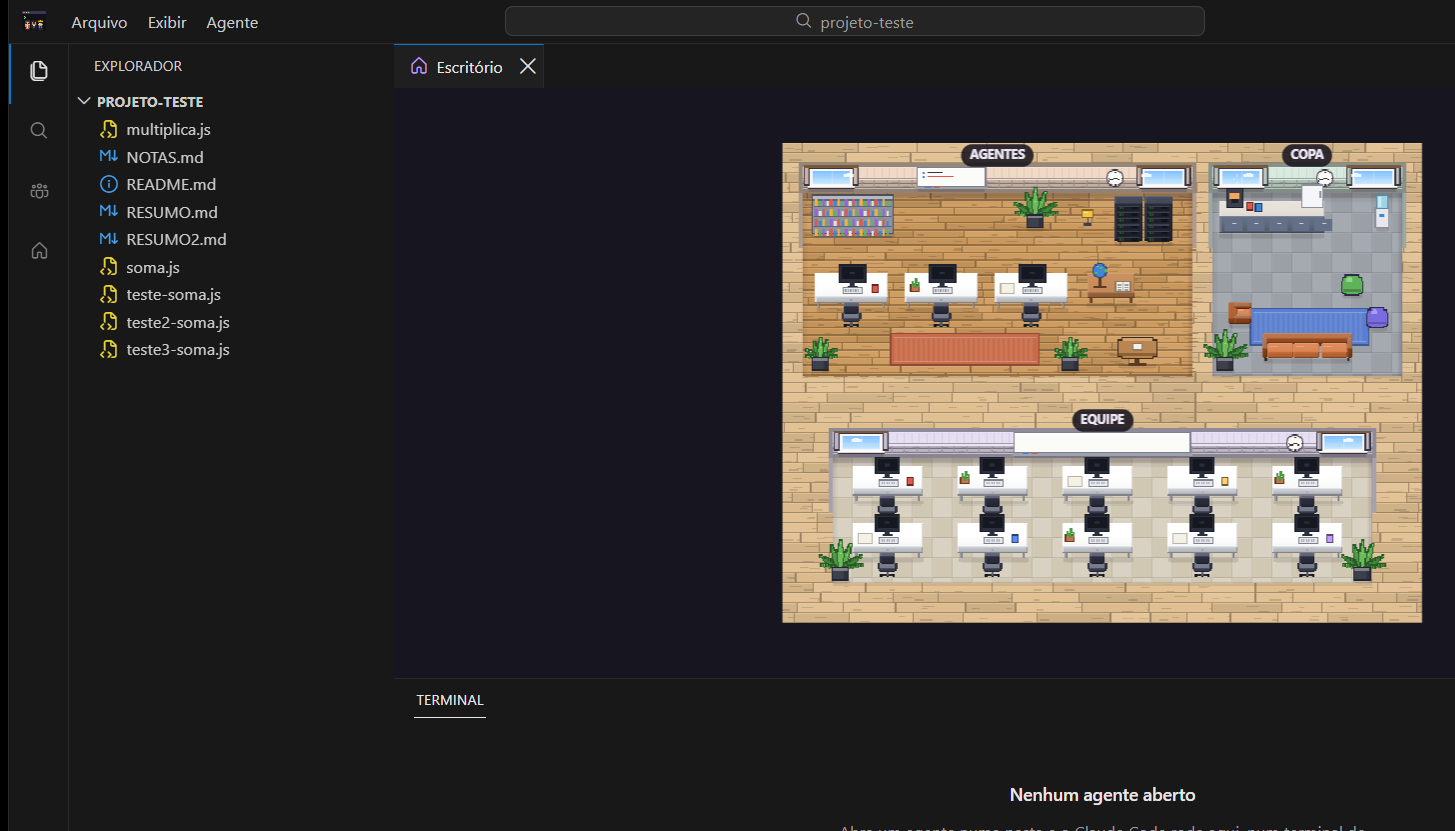 Arquivo Exibir Agente
projeto-teste
EXPLORADOR
Escritório
PROJETO-TESTE
multiplica.js
NOTAS.md
README.md
RESUMO.md
RESUMO2.md
soma.js
teste-soma.js
teste2-soma.js
teste3-soma.js
AGENTES
COPA
EQUIPE
TERMINAL
Nenhum agente aberto